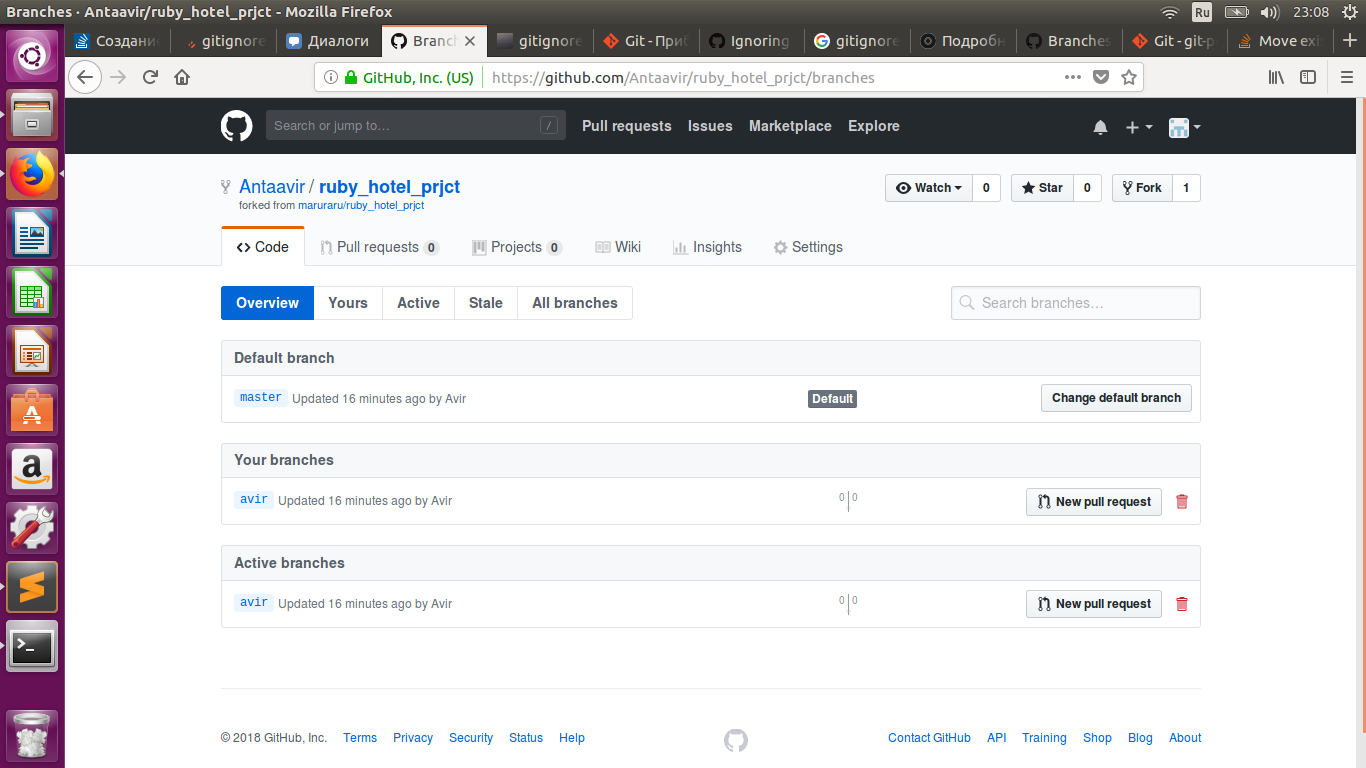 Branches · Antaavir/ruby_hotel_prjct - Mozilla Firefox
Ru
23:08
Создани
gitignore
Диалоги
Branch
gitignore
Git - При
Ignoring
gitignore
Подробн
Branches
Git - git-p
Move exi
GitHub, Inc. (US)
https://github.com/Antaavir/ruby_hotel_prjct/branches
Search or jump to…
/
Pull requests
Issues
Marketplace
Explore
Antaavir / ruby_hotel_prjct
forked from maruraru/ruby_hotel_prjct
Watch
0
Star
0
Fork
1
Code
Pull requests 0
Projects 0
Wiki
Insights
Settings
Overview
Yours
Active
Stale
All branches
Search branches…
Default branch
master Updated 16 minutes ago by Avir
Default
Change default branch
Your branches
avir Updated 16 minutes ago by Avir
0 0
New pull request
Active branches
avir Updated 16 minutes ago by Avir
0 0
New pull request
© 2018 GitHub, Inc.
Terms
Privacy
Security
Status
Help
Contact GitHub
API
Training
Shop
Blog
About